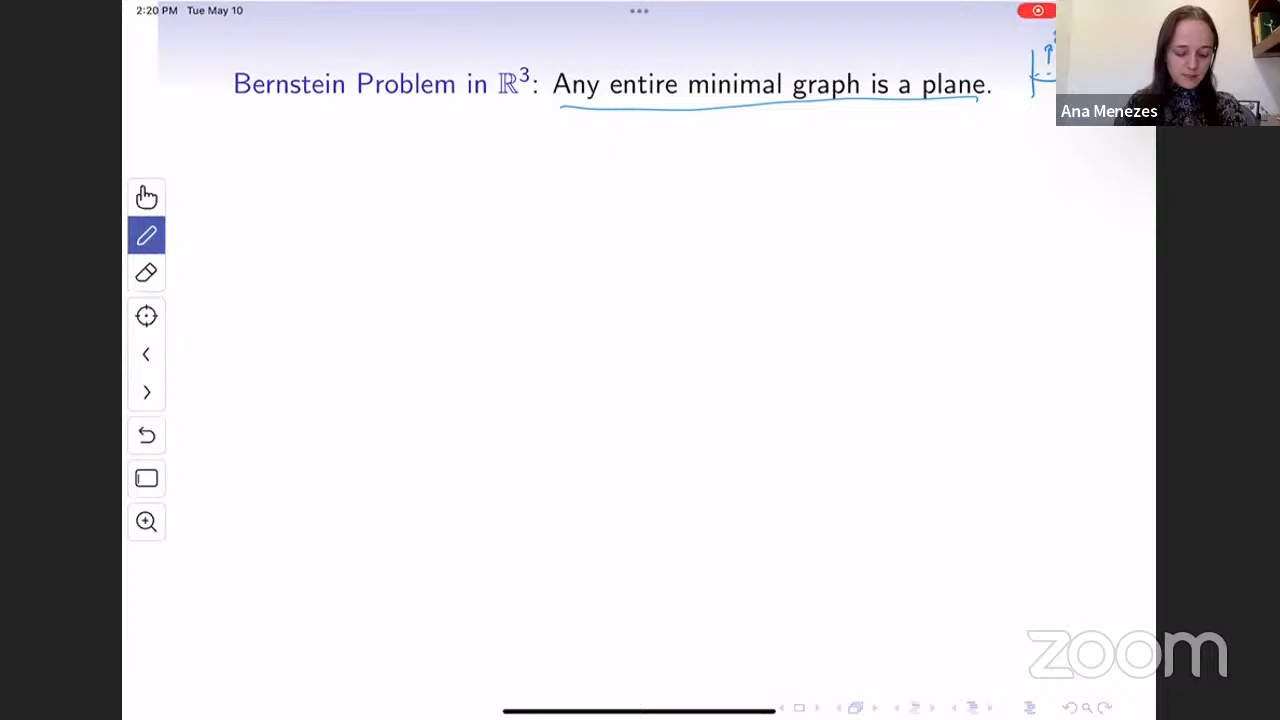 2:20 PM Tue May 10
Bernstein Problem in ℝ³: Any entire minimal graph is a plane.
Ana Menezes
zoom